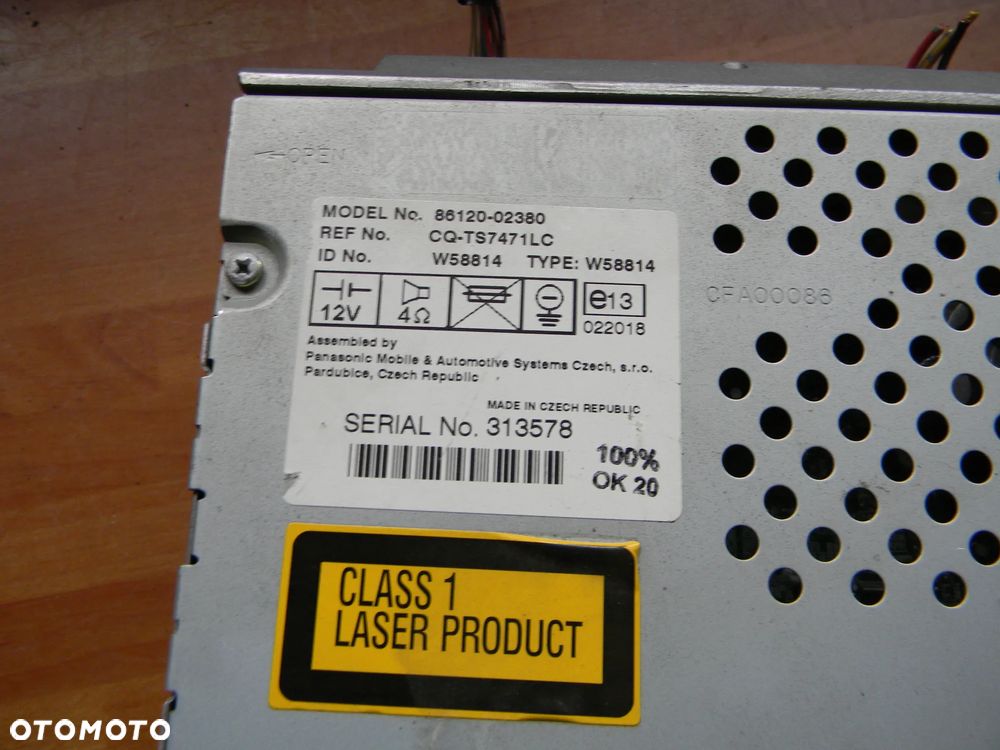 OPEN
MODEL No. 86120-02380
REF No. CQ-TS7471LC
ID No. W58814 TYPE: W58814
12V 4Ω e13
022018
Assembled by
Panasonic Mobile & Automotive Systems Czech, s.r.o.
Pardubice, Czech Republic
MADE IN CZECH REPUBLIC
SERIAL No. 313578
100%
OK 20
CFA00086
CLASS 1
LASER PRODUCT
OTOMOTO